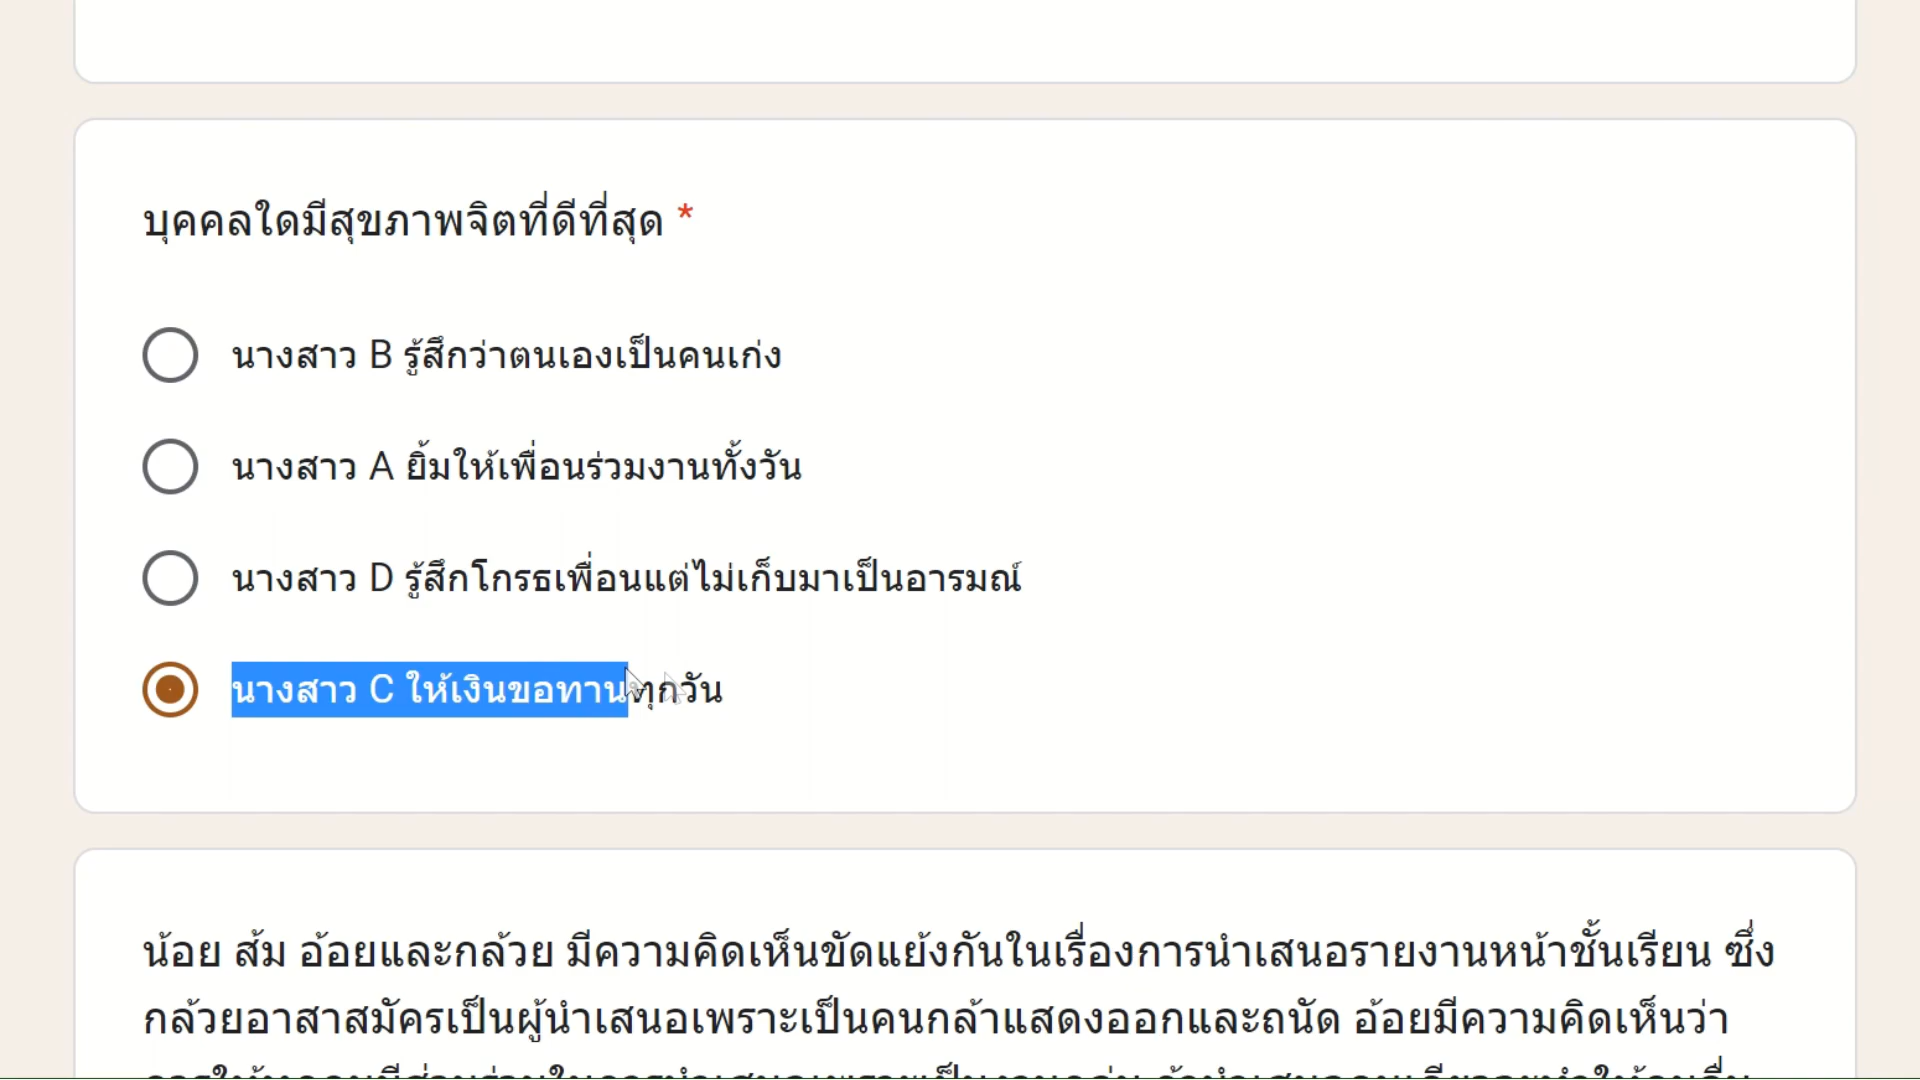 บุคคลใดมีสุขภาพจิตที่ดีที่สุด *
นางสาว B รู้สึกว่าตนเองเป็นคนเก่ง
นางสาว A ยิ้มให้เพื่อนร่วมงานทั้งวัน
นางสาว D รู้สึกโกรธเพื่อนแต่ไม่เก็บมาเป็นอารมณ์
นางสาว C ให้เงินขอทานทุกวัน
น้อย ส้ม อ้อยและกล้วย มีความคิดเห็นขัดแย้งกันในเรื่องการนำเสนอรายงานหน้าชั้นเรียน ซึ่ง
กล้วยอาสาสมัครเป็นผู้นำเสนอเพราะเป็นคนกล้าแสดงออกและถนัด อ้อยมีความคิดเห็นว่า